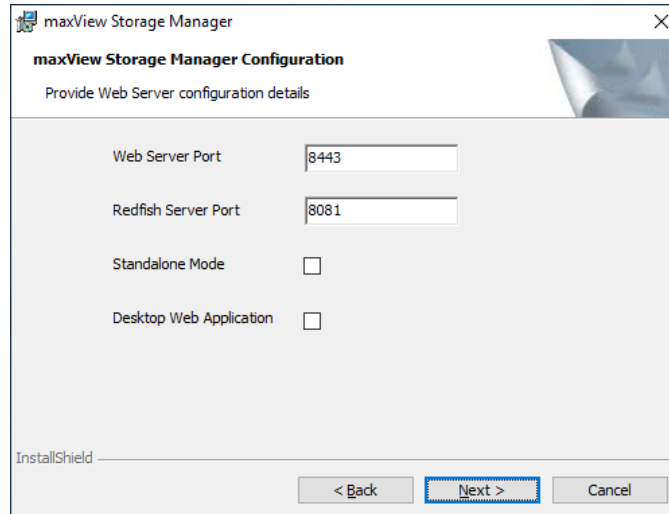 maxView Storage Manager
maxView Storage Manager Configuration
Provide Web Server configuration details
Web Server Port 8443
Redfish Server Port 8081
Standalone Mode
Desktop Web Application
InstallShield
< Back Next > Cancel